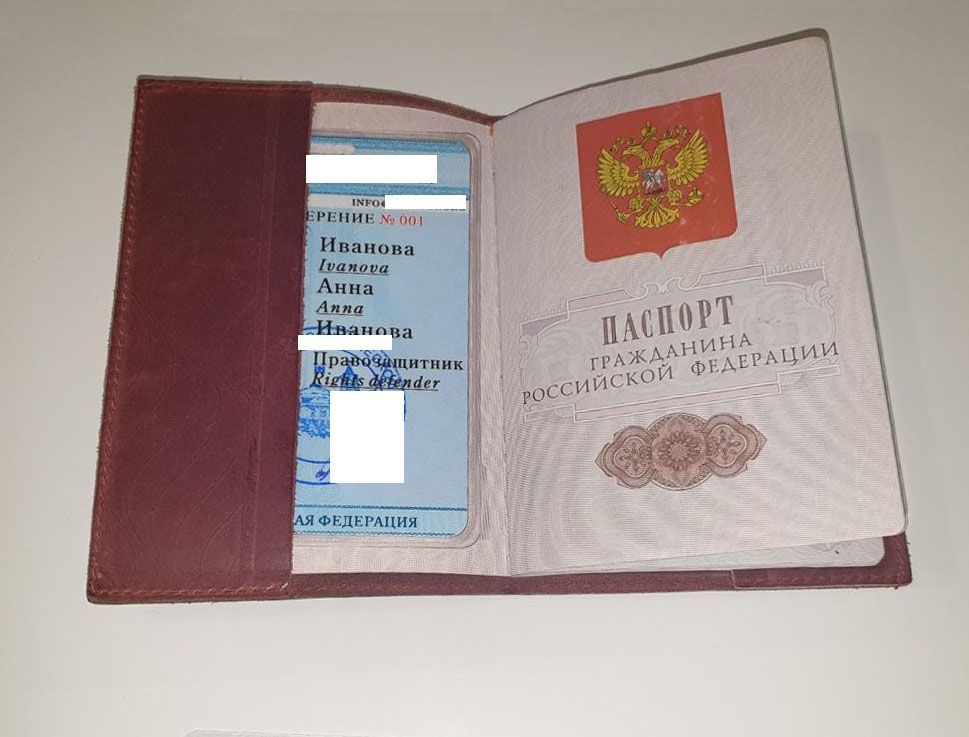 INFO
ЕРЕНИЕ № 001
Иванова
Ivanova
Анна
Anna
Иванова
Правозащитник
Rights defender
АЯ ФЕДЕРАЦИЯ
ПАСПОРТ
ГРАЖДАНИНА
РОССИЙСКОЙ ФЕДЕРАЦИИ